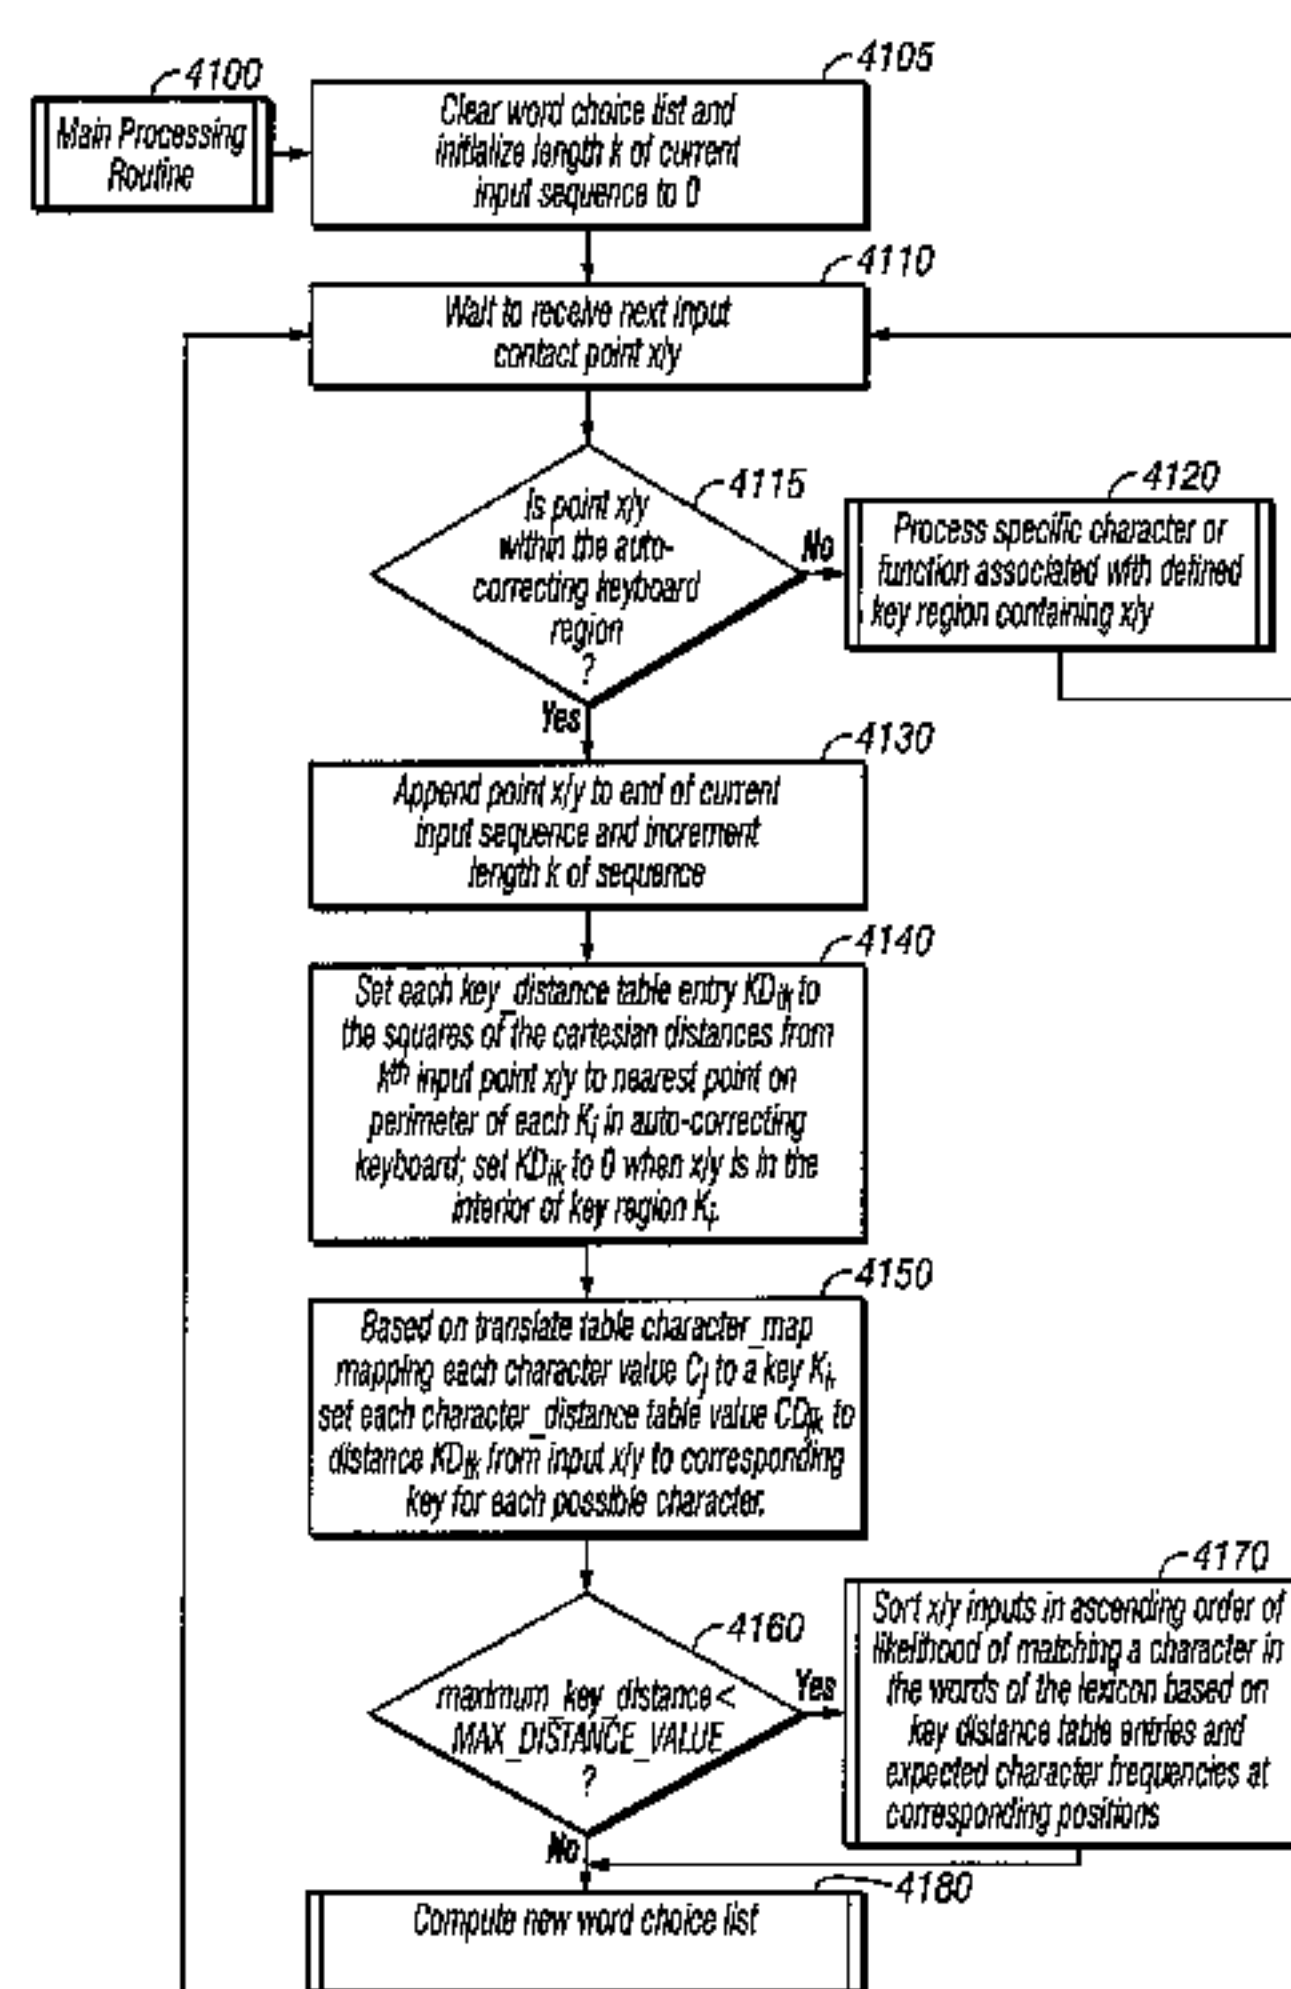 4100
Main Processing
Routine
4105
Clear word choice list and
initialize length k of current
input sequence to 0
4110
Wait to receive next input
contact point x/y
4115
Is point x/y
within the auto-
correcting keyboard
region
?
No
Yes
4120
Process specific character or
function associated with defined
key region containing x/y
4130
Append point x/y to end of current
input sequence and increment
length k of sequence
4140
Set each key_distance table entry KDik to
the squares of the cartesian distances from
kth input point x/y to nearest point on
perimeter of each Ki in auto-correcting
keyboard; set KDik to 0 when x/y is in the
interior of key region Ki.
4150
Based on translate table character_map
mapping each character value Cj to a key Ki,
set each character_distance table value CDjk to
distance KDik from input x/y to corresponding
key for each possible character.
4160
maximum_key_distance <
MAX_DISTANCE_VALUE
?
Yes
No
4170
Sort x/y inputs in ascending order of
likelihood of matching a character in
the words of the lexicon based on
key distance table entries and
expected character frequencies at
corresponding positions
4180
Compute new word choice list